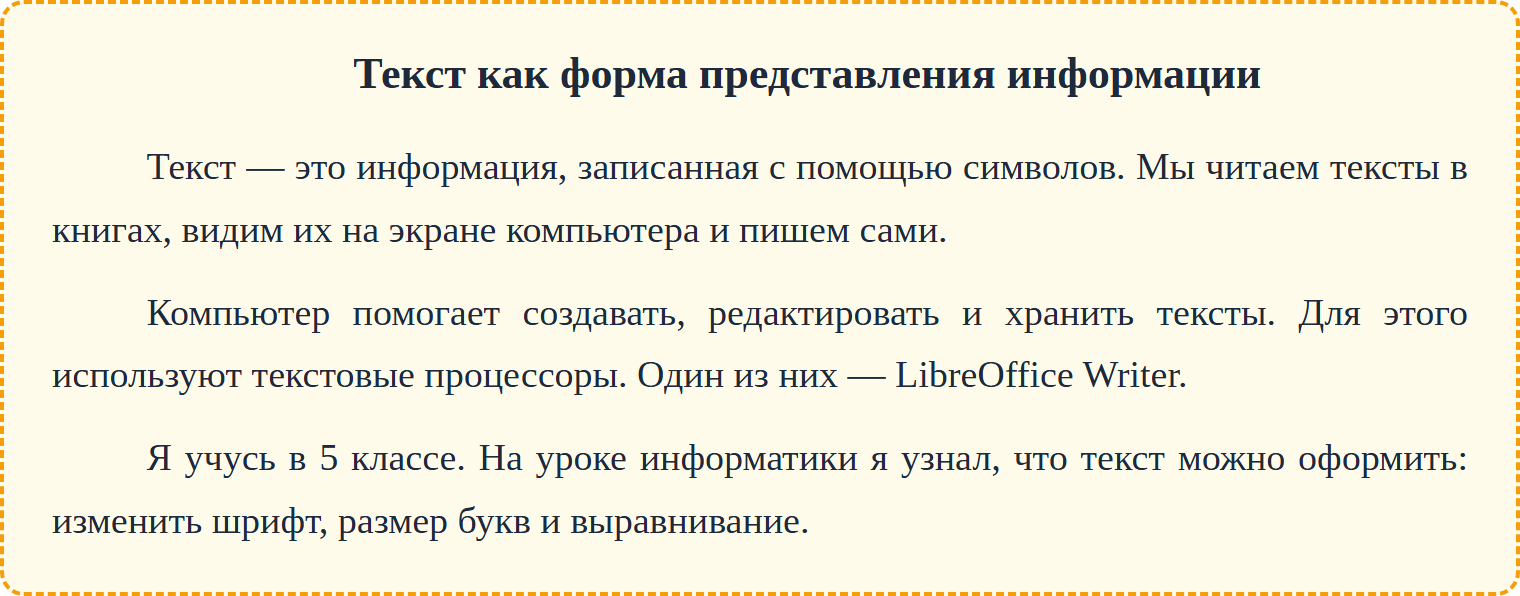 Текст как форма представления информации
Текст — это информация, записанная с помощью символов. Мы читаем тексты в
книгах, видим их на экране компьютера и пишем сами.
Компьютер помогает создавать, редактировать и хранить тексты. Для этого
используют текстовые процессоры. Один из них — LibreOffice Writer.
Я учусь в 5 классе. На уроке информатики я узнал, что текст можно оформить:
изменить шрифт, размер букв и выравнивание.